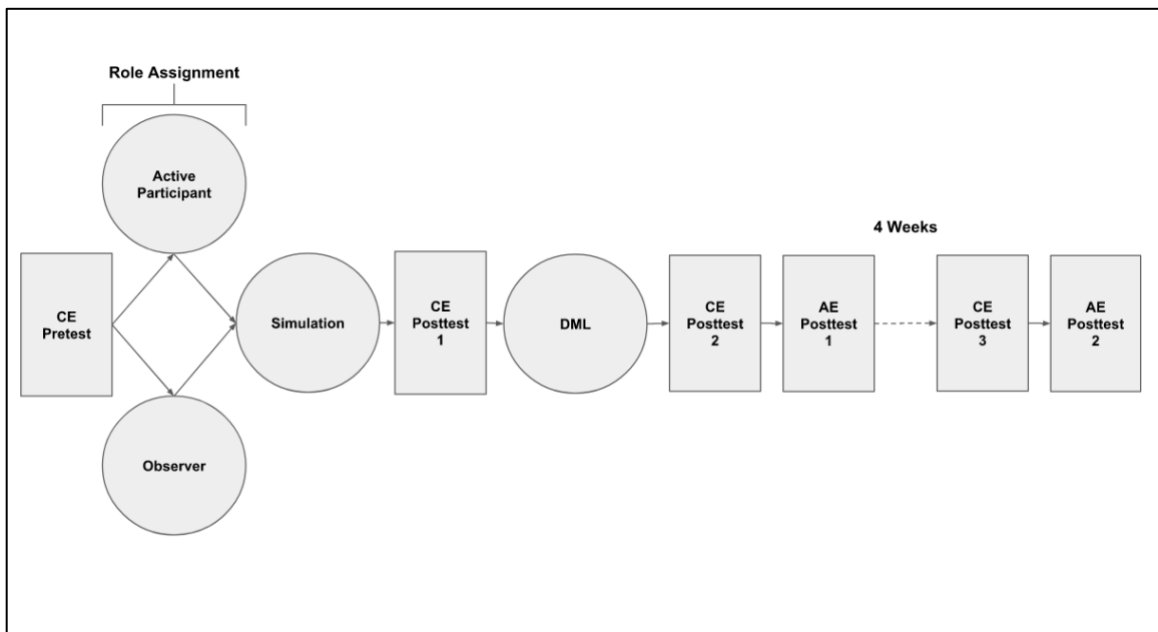 Role Assignment
Active
Participant
4 Weeks
CE
Pretest
Simulation
CE
Posttest
1
DML
CE
Posttest
2
AE
Posttest
1
CE
Posttest
3
AE
Posttest
2
Observer